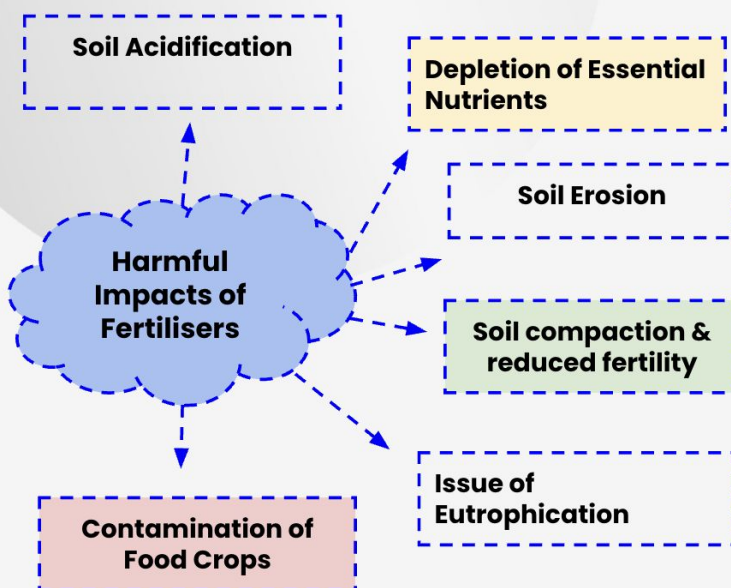 Soil Acidification
Depletion of Essential
Nutrients
Soil Erosion
Harmful
Impacts of
Fertilisers
Soil compaction &
reduced fertility
Issue of
Eutrophication
Contamination of
Food Crops